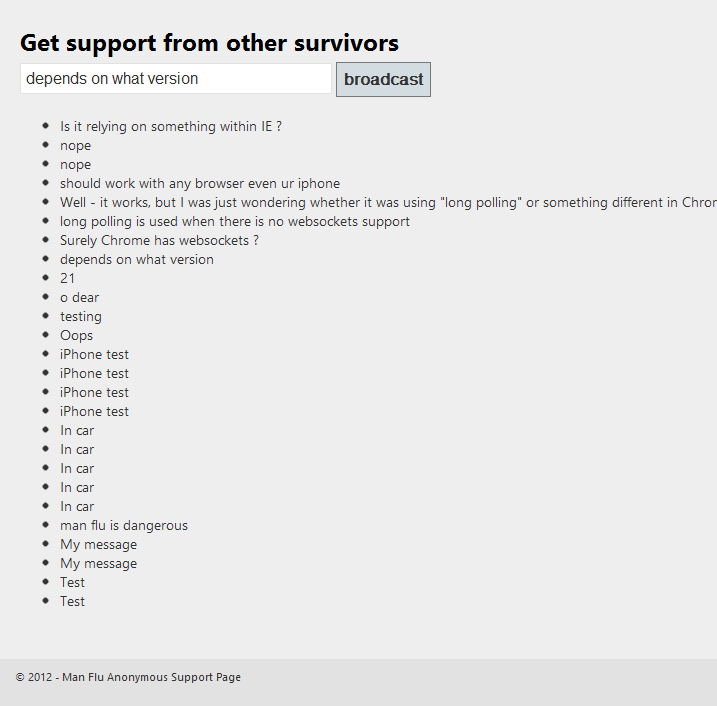 Get support from other survivors
depends on what version
broadcast
Is it relying on something within IE ?
nope
nope
should work with any browser even ur iphone
Well - it works, but I was just wondering whether it was using "long polling" or something different in
long polling is used when there is no websockets support
Surely Chrome has websockets ?
depends on what version
21
o dear
testing
Oops
iPhone test
iPhone test
iPhone test
iPhone test
In car
In car
In car
In car
In car
man flu is dangerous
My message
My message
Test
Test
© 2012 - Man Flu Anonymous Support Page